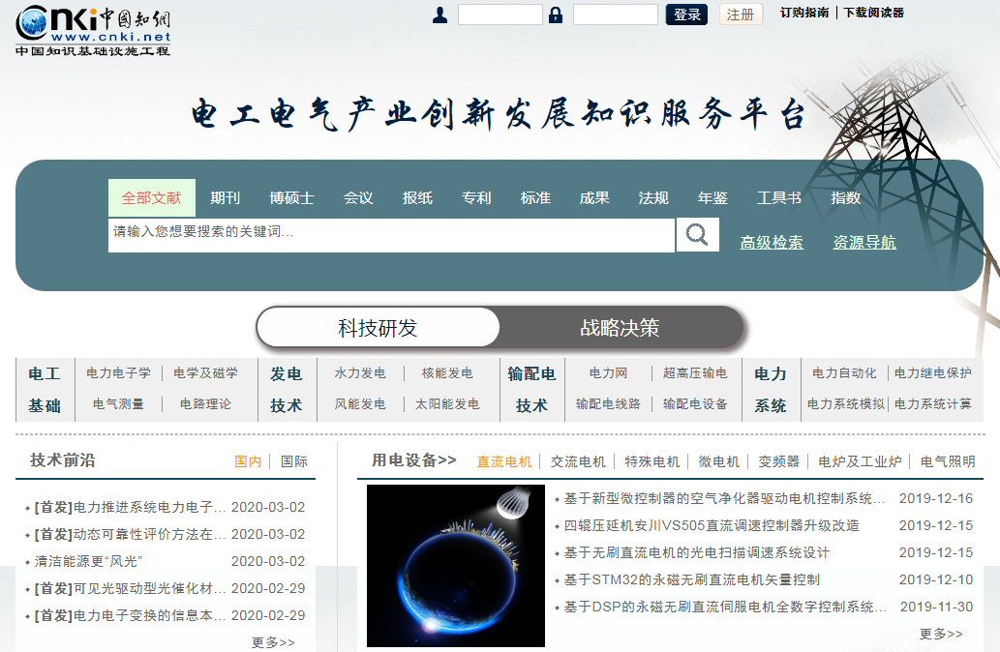 cnki 中国知网
www.cnki.net
中国知识基础设施工程
登录 注册 订购指南 | 下载阅读器
电工电气产业创新发展知识服务平台
全部文献 期刊 博硕士 会议 报纸 专利 标准 成果 法规 年鉴 工具书 指数
请输入您想要搜索的关键词...
高级检索 资源导航
科技研发 战略决策
电工 电力电子学 | 电学及磁学 发电 水力发电 | 核能发电 输配电 电力网 | 超高压输电 电力 电力自动化 | 电力继电保护
基础 电气测量 | 电路理论 技术 风能发电 | 太阳能发电 技术 输配电线路 | 输配电设备 系统 电力系统模拟 | 电力系统计算
技术前沿 国内 | 国际
[首发]电力推进系统电力电子... 2020-03-02
[首发]动态可靠性评价方法在... 2020-03-02
清洁能源更“风光” 2020-03-02
[首发]可见光驱动型光催化材... 2020-02-29
[首发]电力电子变换的信息本... 2020-02-29
更多>>
用电设备>> 直流电机 | 交流电机 | 特殊电机 | 微电机 | 变频器 | 电炉及工业炉 | 电气照明
基于新型微控制器的空气净化器驱动电机控制系统... 2019-12-16
四辊压延机安川VS505直流调速控制器升级改造 2019-12-15
基于无刷直流电机的光电扫描调速系统设计 2019-12-15
基于STM32的永磁无刷直流电机矢量控制 2019-12-10
基于DSP的永磁无刷直流伺服电机全数字控制系统... 2019-11-30
更多>>